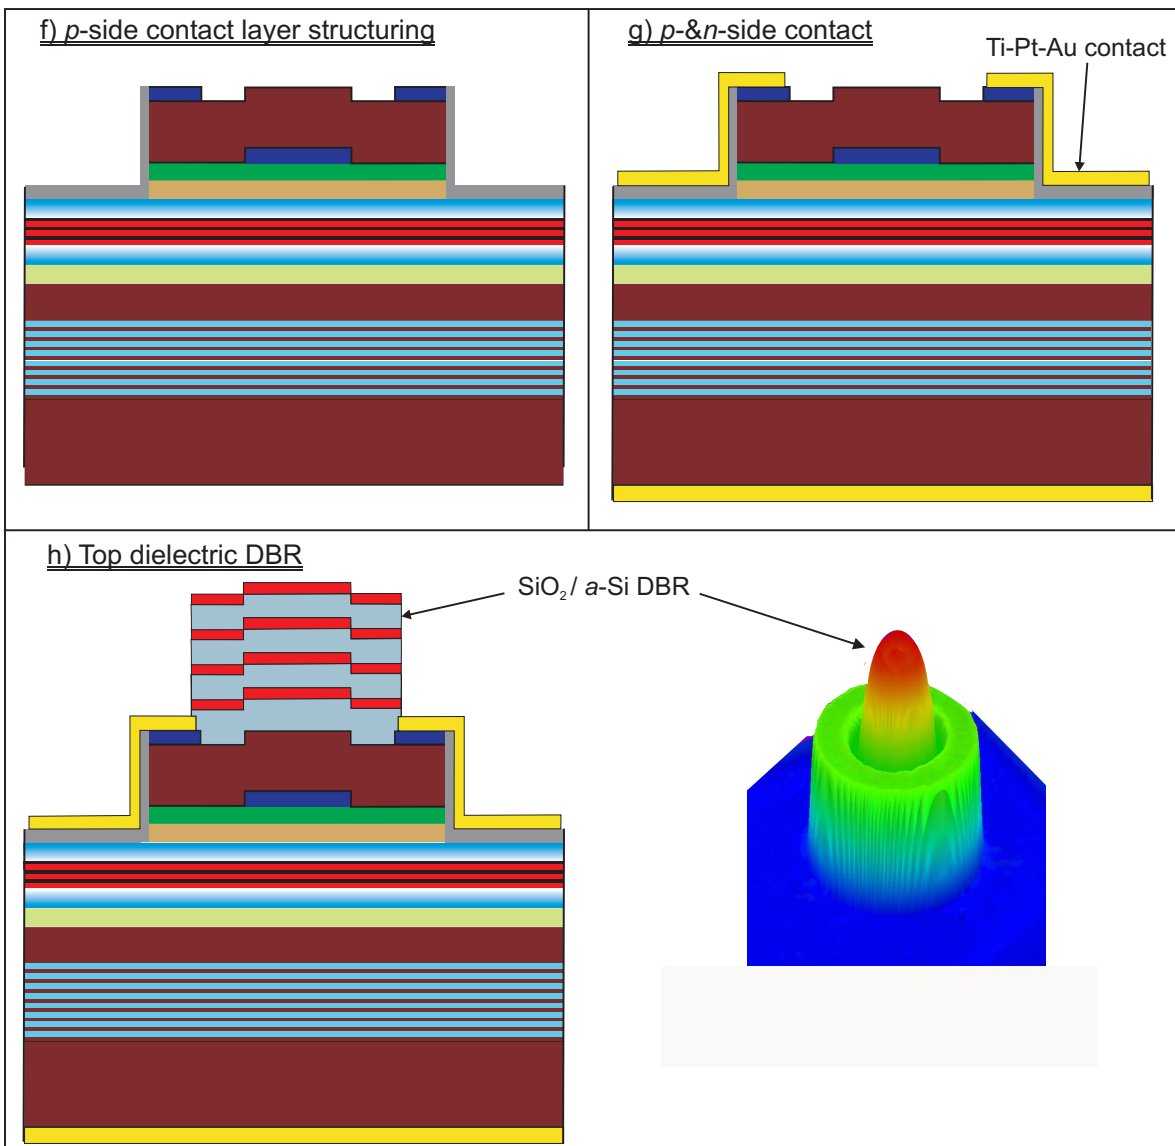 f) p-side contact layer structuring
g) p-&n-side contact
Ti-Pt-Au contact
h) Top dielectric DBR
SiO₂ / a-Si DBR